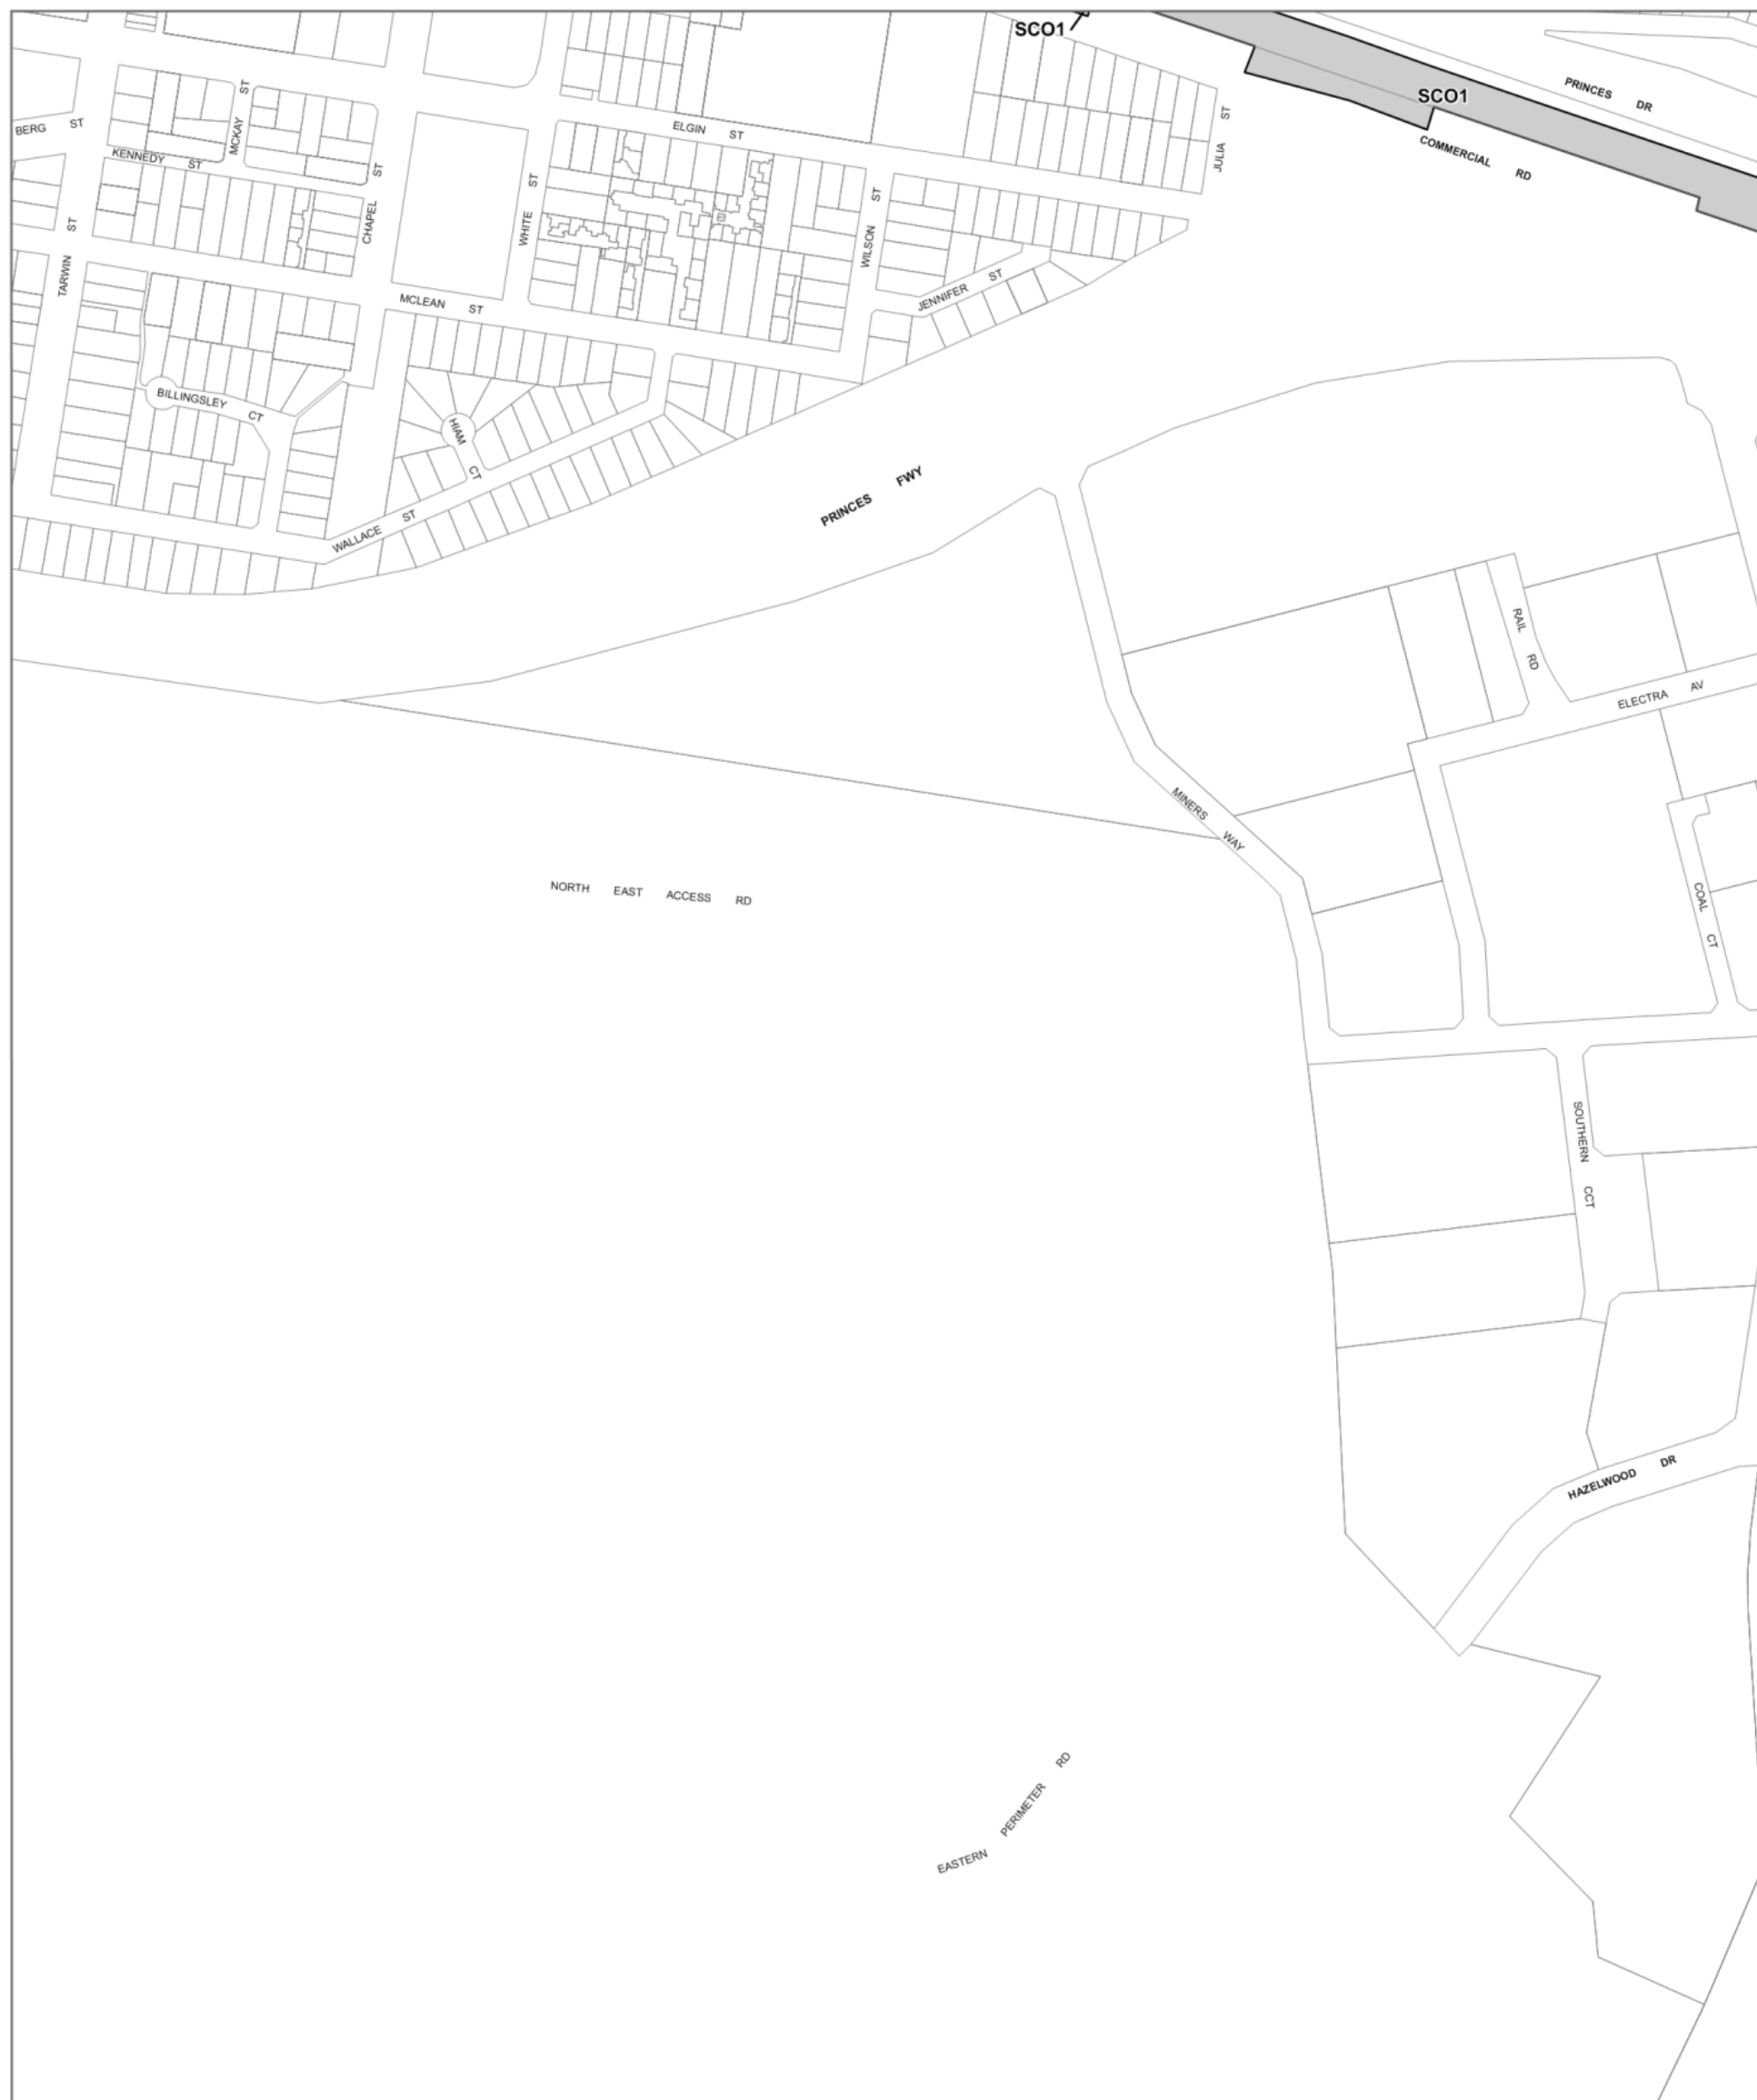 SCO1
SCO1
PRINCES DR
COMMERCIAL RD
BERG ST
MCKAY ST
KENNEDY ST
ELGIN ST
JULIA ST
TARWIN ST
CHAPEL ST
WHITE ST
WILSON ST
JENNIFER ST
MCLEAN ST
BILLINGSLEY CT
HIAM CT
WALLACE ST
PRINCES FWY
RAIL RD
ELECTRA AV
MINERS WAY
NORTH EAST ACCESS RD
COAL CT
SOUTHERN CCT
HAZELWOOD DR
EASTERN PERIMETER RD